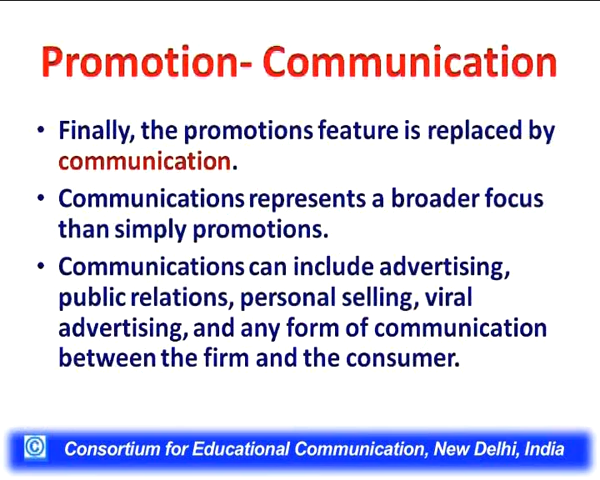 Promotion- Communication
• Finally, the promotions feature is replaced by
communication.
• Communications represents a broader focus
than simply promotions.
• Communications can include advertising,
public relations, personal selling, viral
advertising, and any form of communication
between the firm and the consumer.
© Consortium for Educational Communication, New Delhi, India